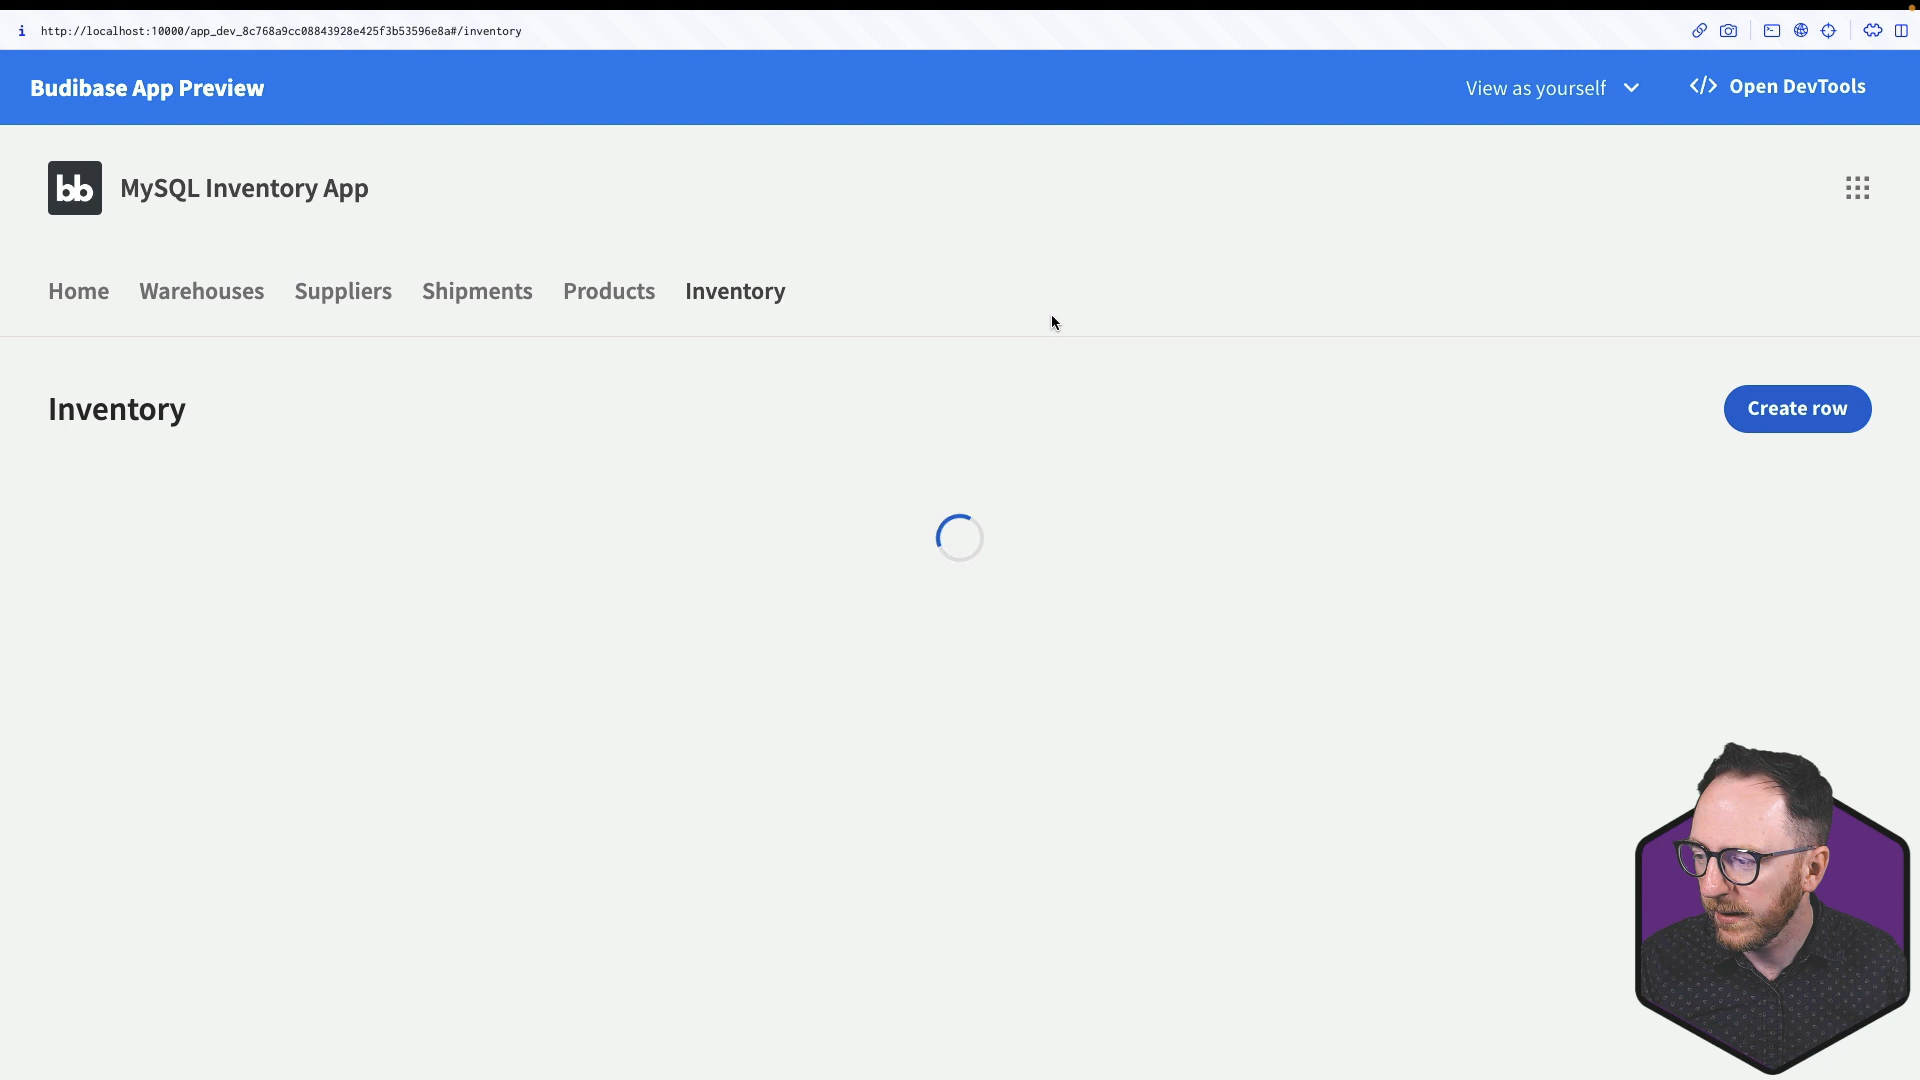 http://localhost:10000/app_dev_8c768a9cc08843928e425f3b53596e8a#/inventory
Budibase App Preview
View as yourself
</> Open DevTools
bb
MySQL Inventory App
Home Warehouses Suppliers Shipments Products Inventory
Inventory
Create row